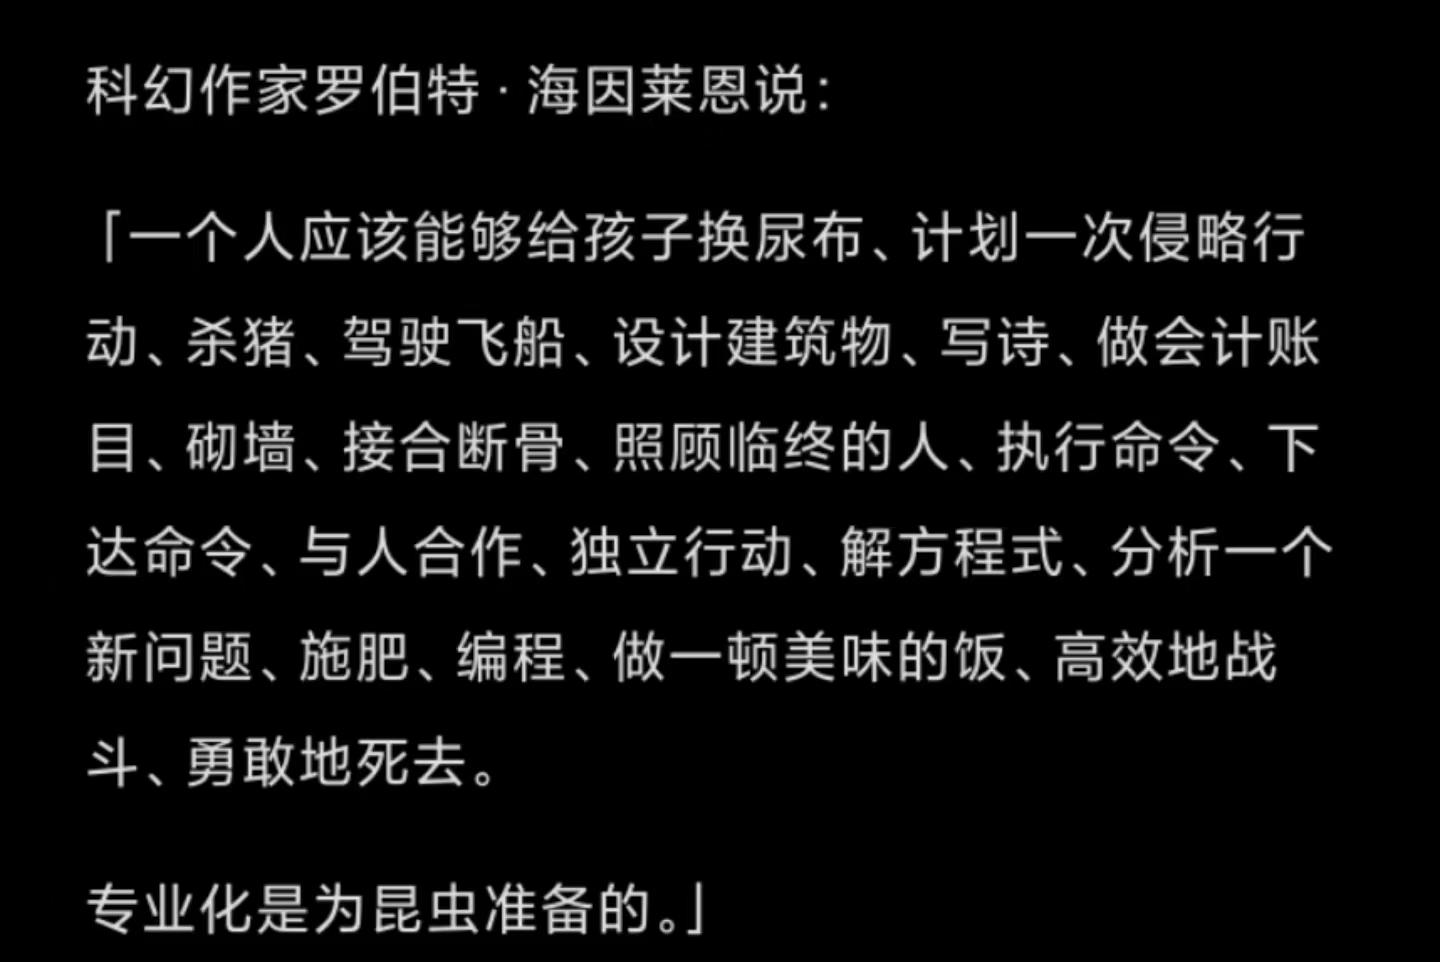 科幻作家罗伯特·海因莱恩说：
「一个人应该能够给孩子换尿布、计划一次侵略行
动、杀猪、驾驶飞船、设计建筑物、写诗、做会计账
目、砌墙、接合断骨、照顾临终的人、执行命令、下
达命令、与人合作、独立行动、解方程式、分析一个
新问题、施肥、编程、做一顿美味的饭、高效地战
斗、勇敢地死去。
专业化是为昆虫准备的。」